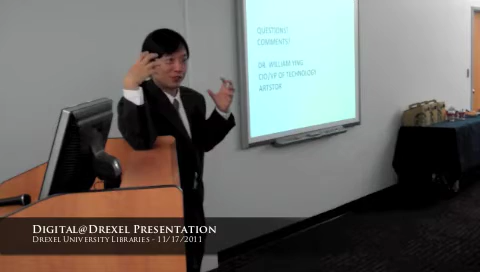 QUESTIONS?
COMMENTS?
DR. WILLIAM YING
CIO/VP OF TECHNOLOGY
ARTSTOR
DIGITAL@DREXEL PRESENTATION
DREXEL UNIVERSITY LIBRARIES - 11/17/2011